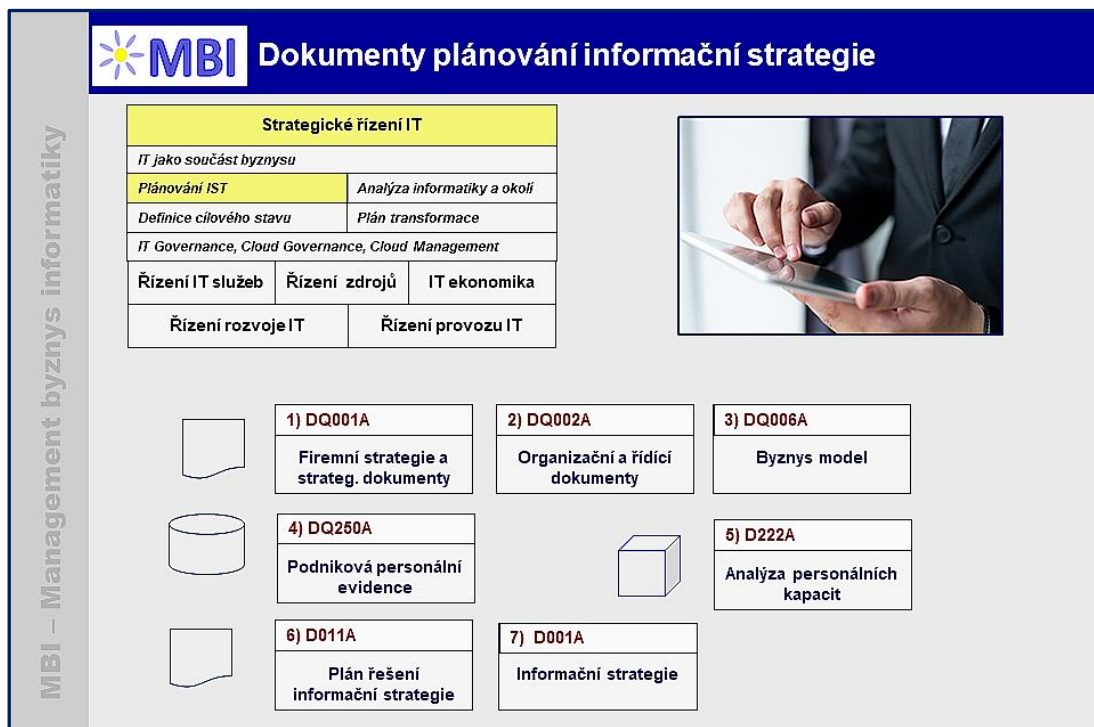 MBI Dokumenty plánování informační strategie
MBI – Management byznys informatiky
Strategické řízení IT
IT jako součást byznysu
Plánování IST
Analýza informatiky a okolí
Definice cílového stavu
Plán transformace
IT Governance, Cloud Governance, Cloud Management
Řízení IT služeb
Řízení zdrojů
IT ekonomika
Řízení rozvoje IT
Řízení provozu IT
1) DQ001A
Firemní strategie a
strateg. dokumenty
2) DQ002A
Organizační a řídící
dokumenty
3) DQ006A
Byznys model
4) DQ250A
Podniková personální
evidence
5) D222A
Analýza personálních
kapacit
6) D011A
Plán řešení
informační strategie
7) D001A
Informační strategie